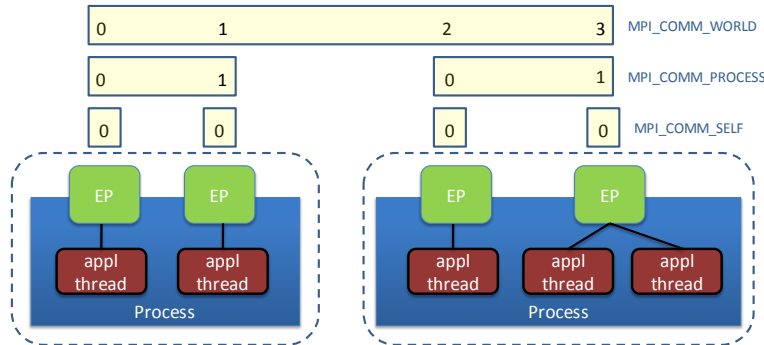 0 1 2 3 MPI_COMM_WORLD
0 1 0 1 MPI_COMM_PROCESS
0 0 0 0 MPI_COMM_SELF
EP EP EP EP
appl appl appl appl appl
thread thread thread thread thread
Process Process